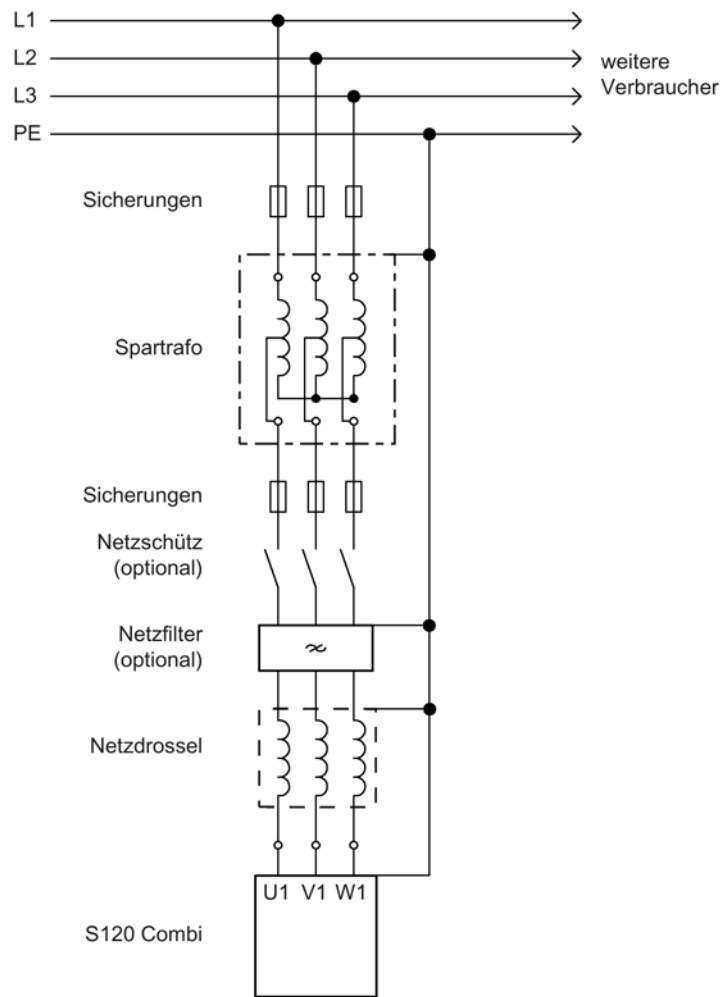 L1
L2
weitere
Verbraucher
L3
PE
Sicherungen
Spartrafo
Sicherungen
Netzschütz
(optional)
Netzfilter
(optional)
Netzdrossel
U1 V1 W1
S120 Combi